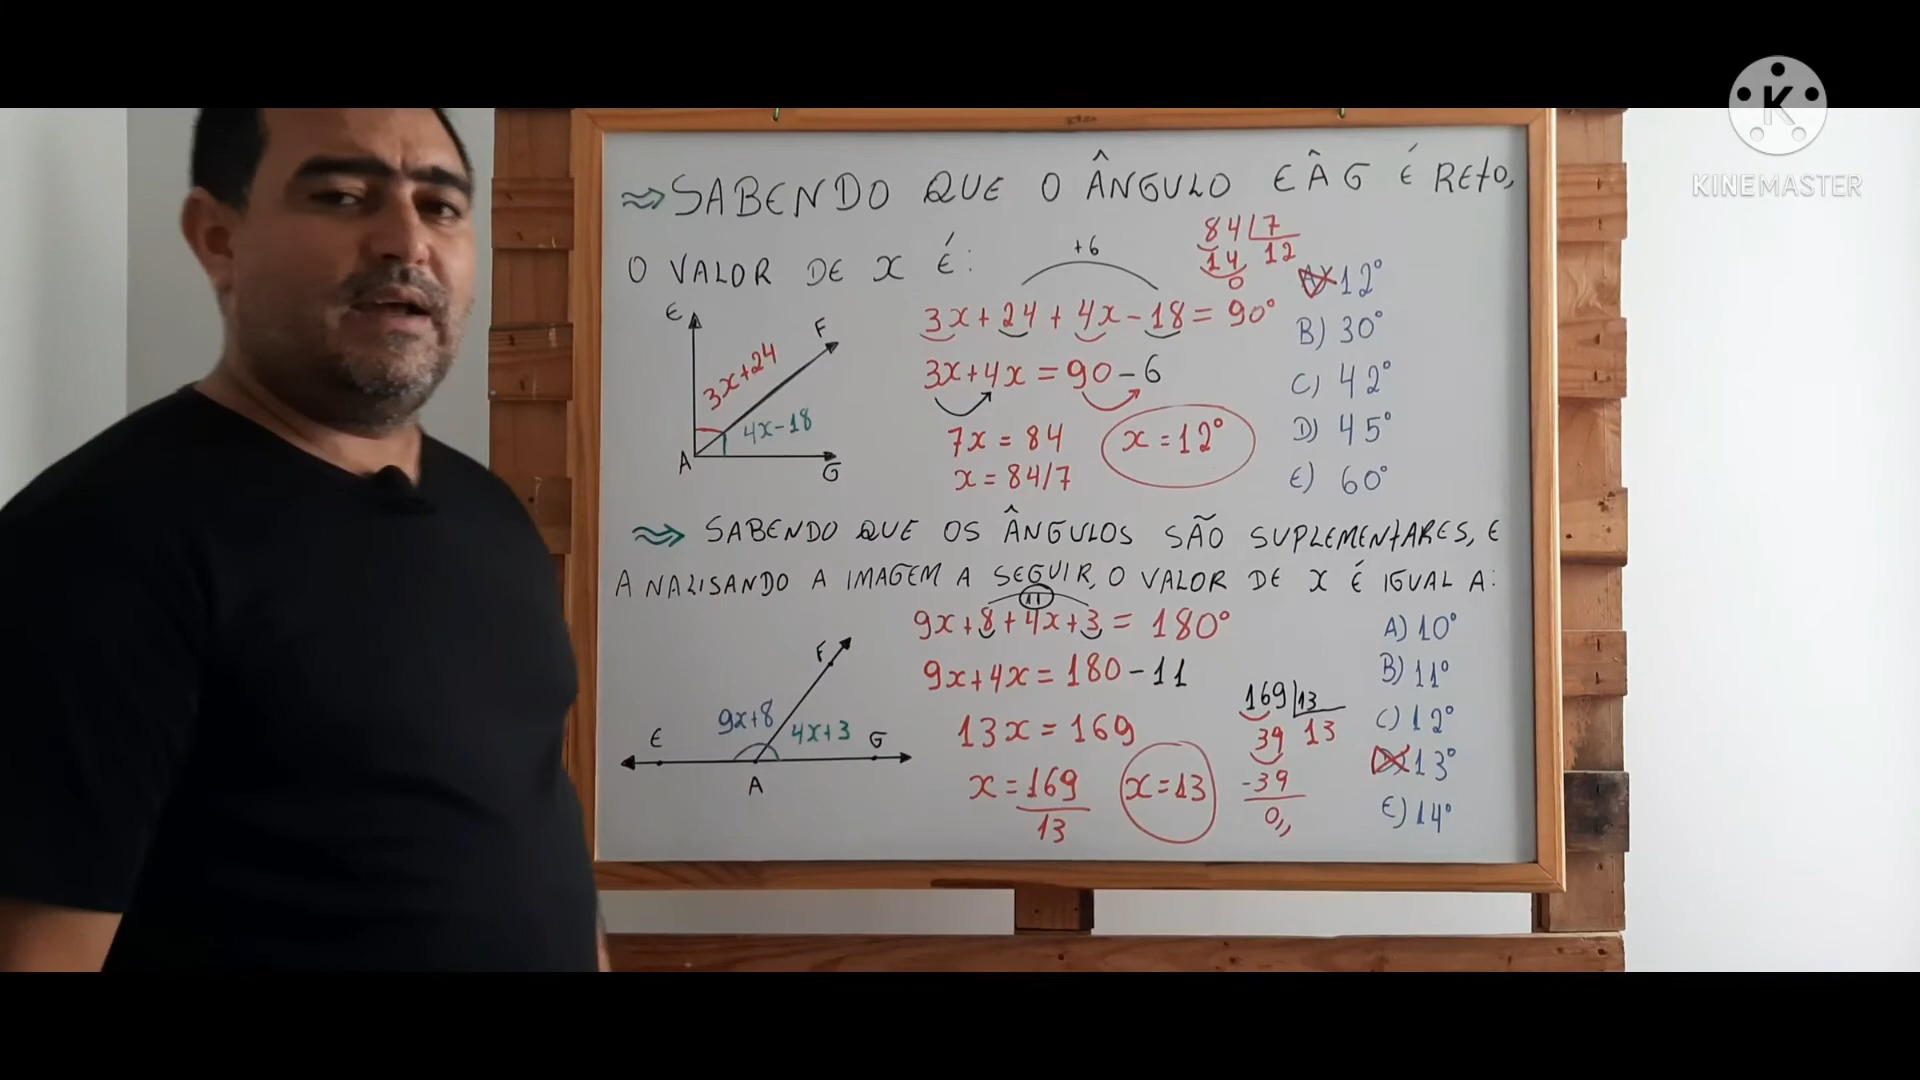 K
KINEMASTER
⇒ SABENDO QUE O ÂNGULO EÂG É RETO,
O VALOR DE X É:
E
F
3x+24
4x-18
A
G
+6
3x+24+4x-18=90°
3x+4x=90-6
7x=84
x=84/7
x=12°
84 7
14 12
0
A) 12°
B) 30°
C) 42°
D) 45°
E) 60°
⇒ SABENDO QUE OS ÂNGULOS SÃO SUPLEMENTARES, E
ANALISANDO A IMAGEM A SEGUIR, O VALOR DE X É IGUAL A:
F
9x+8
4x+3
E
G
A
11
9x+8+4x+3=180°
9x+4x=180-11
13x=169
x=169
13
x=13
169 13
39 13
-39
0,,
A) 10°
B) 11°
C) 12°
D) 13°
E) 14°